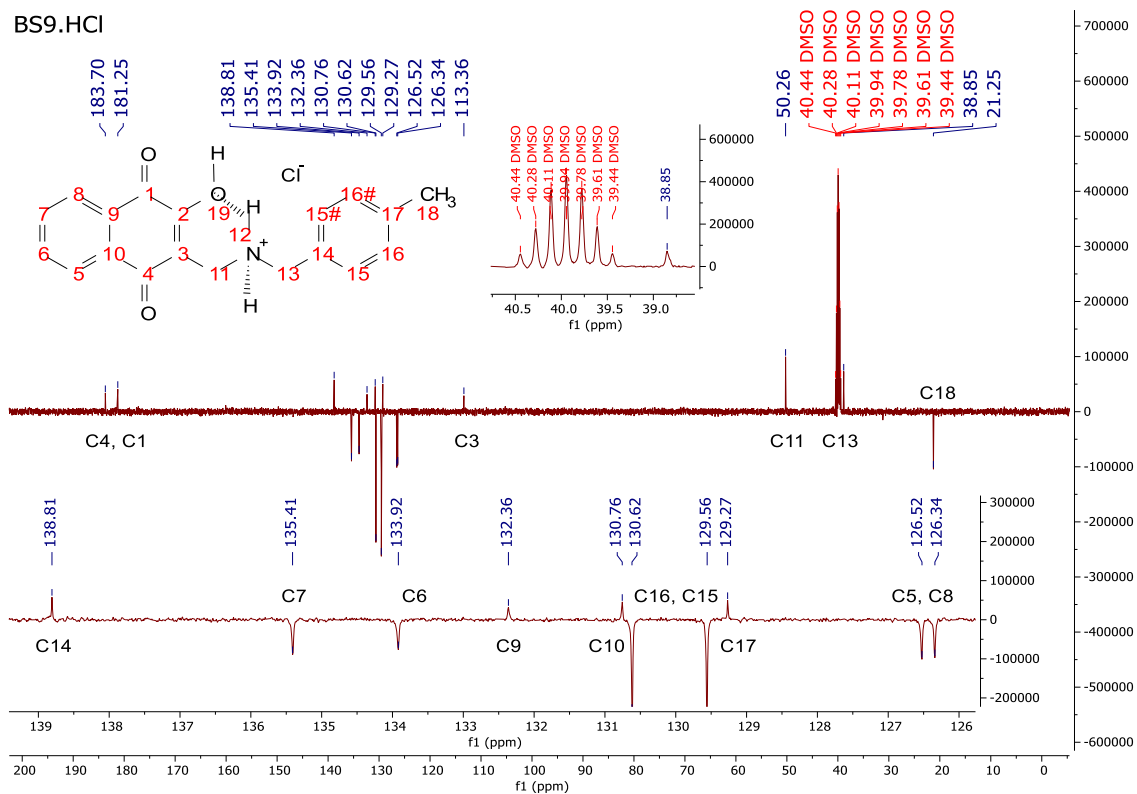 BS9.HCl
183.70
181.25
138.81
135.41
133.92
132.36
130.76
130.62
129.56
129.27
126.52
126.34
113.36
50.26
40.44 DMSO
40.28 DMSO
40.11 DMSO
39.94 DMSO
39.78 DMSO
39.61 DMSO
39.44 DMSO
38.85
21.25
O
H
Cl-
8
1
O
16#
CH3
7
9
2
19
H
15#
17
18
12
6
10
3
N+
14
16
5
4
11
13
15
O
H
40.44 DMSO
40.28 DMSO
40.11 DMSO
39.94 DMSO
39.78 DMSO
39.61 DMSO
39.44 DMSO
38.85
600000
400000
200000
0
40.5 40.0 39.5 39.0
f1 (ppm)
C4, C1
C3
C11
C13
C18
138.81
135.41
133.92
132.36
130.76
130.62
129.56
129.27
126.52
126.34
C14
C7
C6
C9
C10
C16, C15
C17
C5, C8
300000
200000
100000
0
-100000
-200000
139 138 137 136 135 134 133 132 131 130 129 128 127 126
f1 (ppm)
200 190 180 170 160 150 140 130 120 110 100 90 80 70 60 50 40 30 20 10 0
f1 (ppm)
700000
600000
500000
400000
300000
200000
100000
0
-100000
-200000
-300000
-400000
-500000
-600000